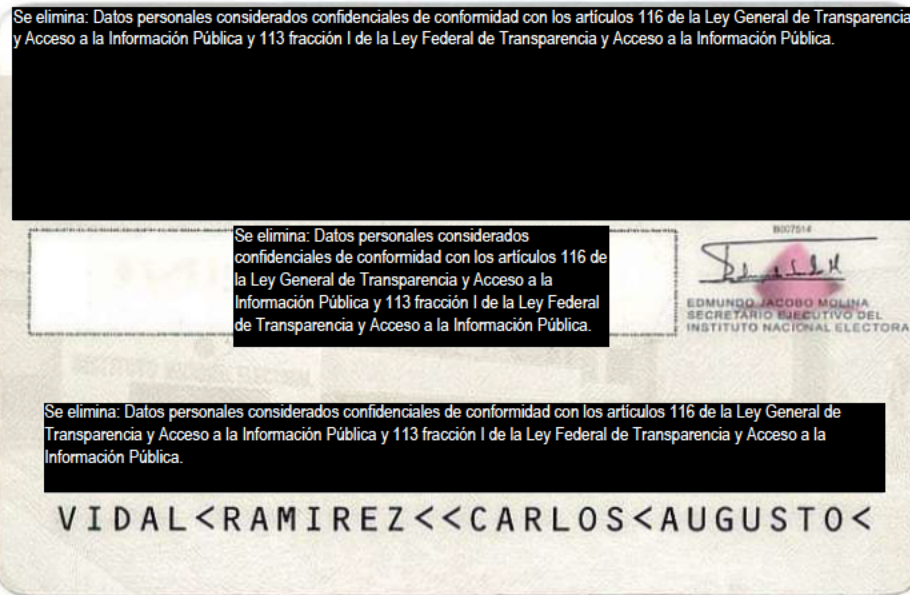 Se elimina: Datos personales considerados confidenciales de conformidad con los artículos 116 de la Ley General de Transparencia
y Acceso a la Información Pública y 113 fracción I de la Ley Federal de Transparencia y Acceso a la Información Pública.
Se elimina: Datos personales considerados
confidenciales de conformidad con los artículos 116 de
la Ley General de Transparencia y Acceso a la
Información Pública y 113 fracción I de la Ley Federal
de Transparencia y Acceso a la Información Pública.
B007514
EDMUNDO JACOBO MOLINA
SECRETARIO EJECUTIVO DEL
INSTITUTO NACIONAL ELECTORA
Se elimina: Datos personales considerados confidenciales de conformidad con los artículos 116 de la Ley General de
Transparencia y Acceso a la Información Pública y 113 fracción I de la Ley Federal de Transparencia y Acceso a la
Información Pública.
VIDAL<RAMIREZ<<CARLOS<AUGUSTO<